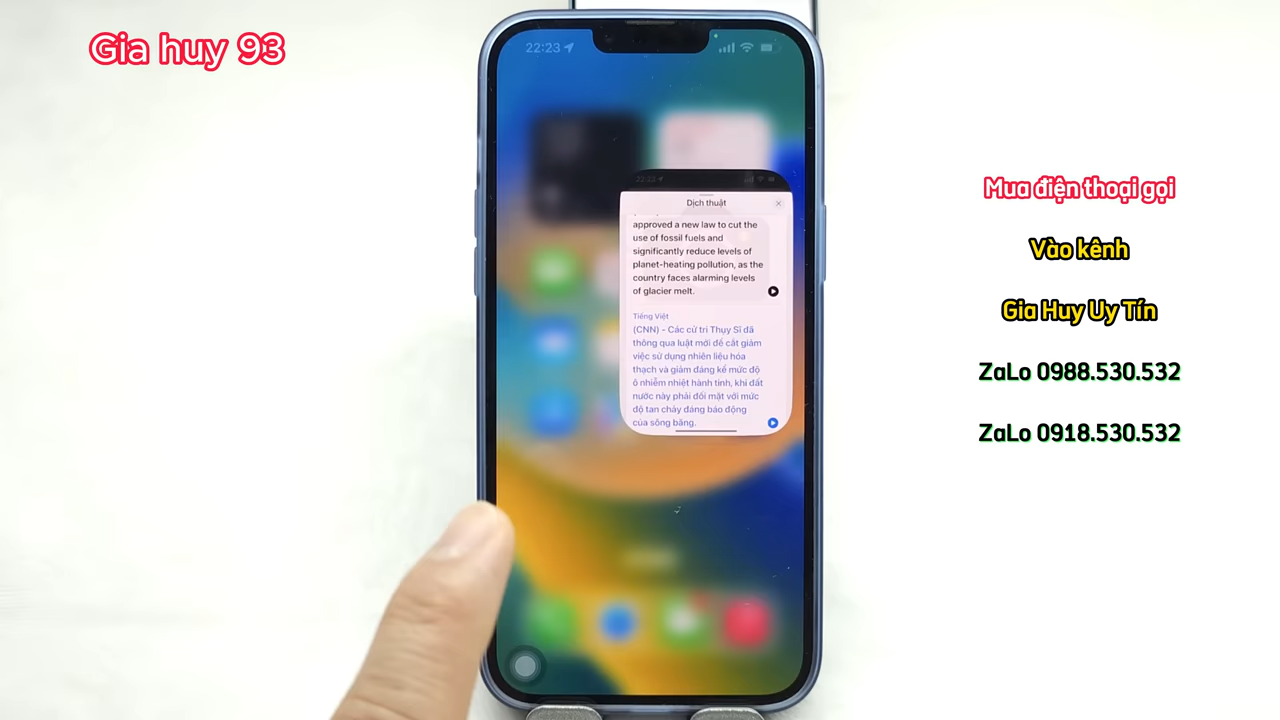 Gia huy 93
22:23
22:23
Dịch thuật
approved a new law to cut the
use of fossil fuels and
significantly reduce levels of
planet-heating pollution, as the
country faces alarming levels
of glacier melt.
Tiếng Việt
(CNN) - Các cử tri Thụy Sĩ đã
thông qua luật mới để cắt giảm
việc sử dụng nhiên liệu hóa
thạch và giảm đáng kể mức độ
ô nhiễm nhiệt hành tinh, khi đất
nước này phải đối mặt với mức
độ tan chảy đáng báo động
của sông băng.
Mua điện thoại gọi
Vào kênh
Gia Huy Uy Tín
ZaLo 0988.530.532
ZaLo 0918.530.532